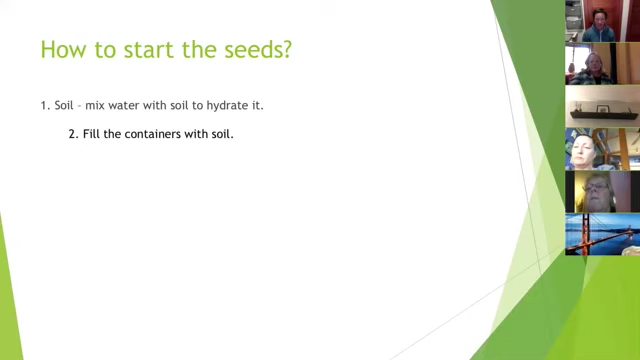 How to start the seeds?
1. Soil – mix water with soil to hydrate it.
2. Fill the containers with soil.